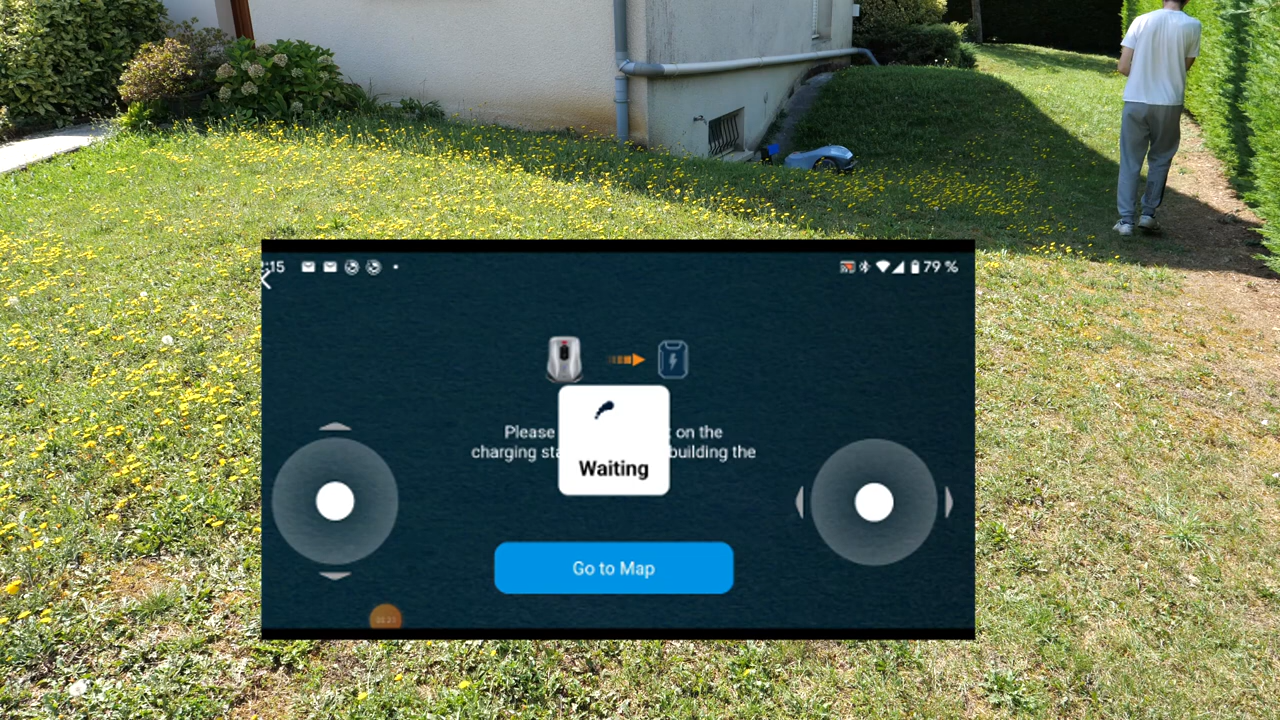 :15
79 %
Please on the
charging sta building the
Waiting
Go to Map